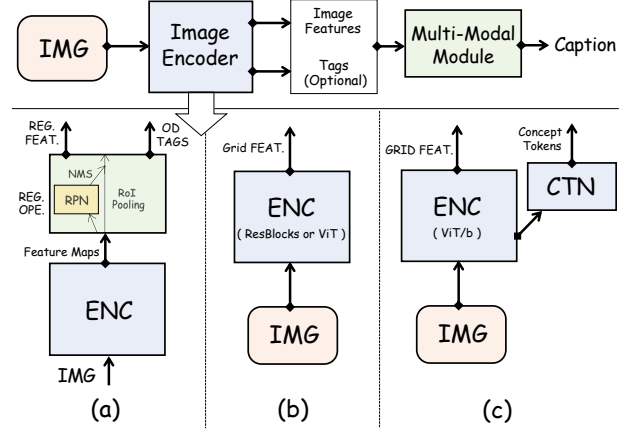 IMG
Image
Encoder
Image
Features
Tags
(Optional)
Multi-Modal
Module
Caption
REG.
FEAT.
OD
TAGS
NMS
RPN
RoI
Pooling
REG.
OPE.
Feature Maps
ENC
IMG
(a)
Grid FEAT.
ENC
( ResBlocks or ViT )
IMG
(b)
GRID FEAT.
Concept
Tokens
CTN
ENC
( ViT/b )
IMG
(c)